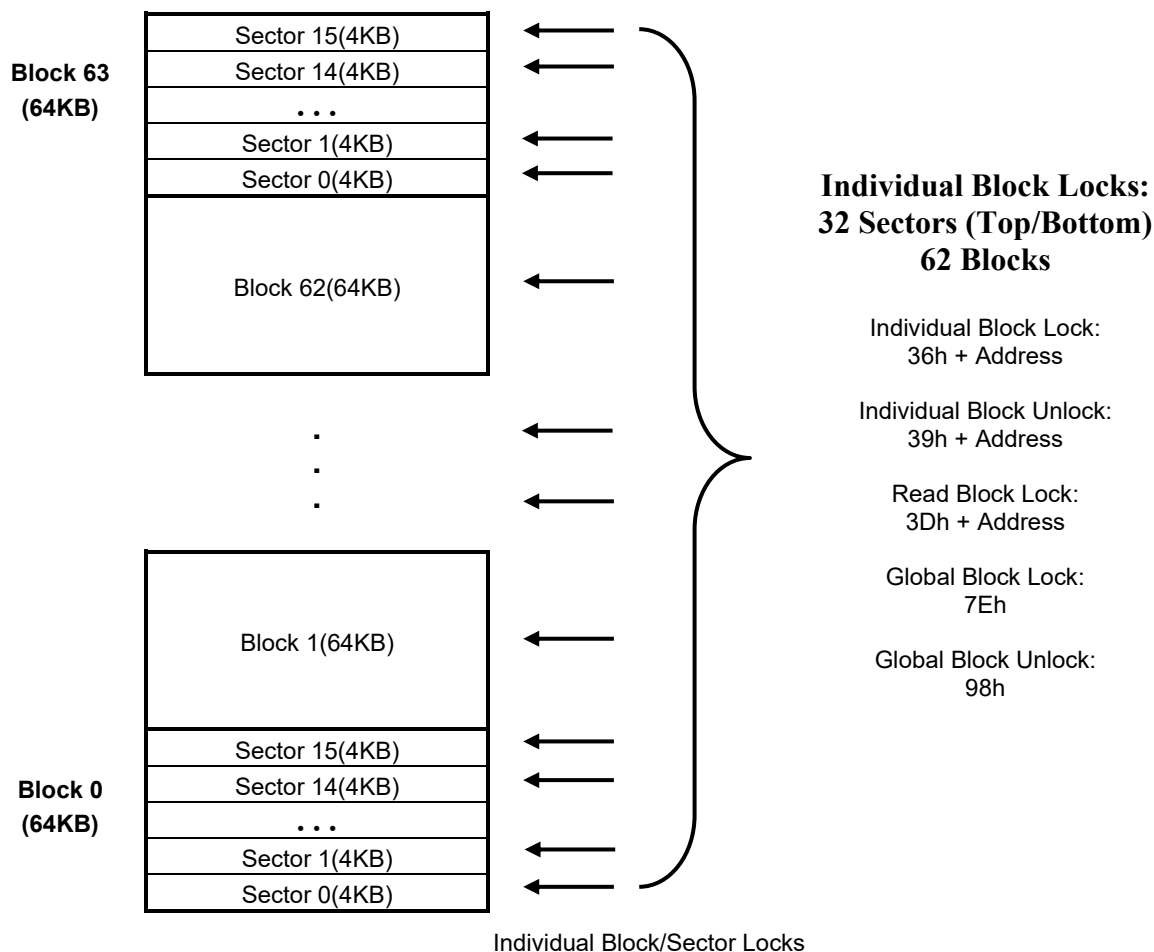 Block 63
(64KB)
Sector 15(4KB)
Sector 14(4KB)
. . .
Sector 1(4KB)
Sector 0(4KB)
Block 62(64KB)
.
.
.
Block 1(64KB)
Block 0
(64KB)
Sector 15(4KB)
Sector 14(4KB)
. . .
Sector 1(4KB)
Sector 0(4KB)
Individual Block Locks:
32 Sectors (Top/Bottom)
62 Blocks
Individual Block Lock:
36h + Address
Individual Block Unlock:
39h + Address
Read Block Lock:
3Dh + Address
Global Block Lock:
7Eh
Global Block Unlock:
98h
Individual Block/Sector Locks